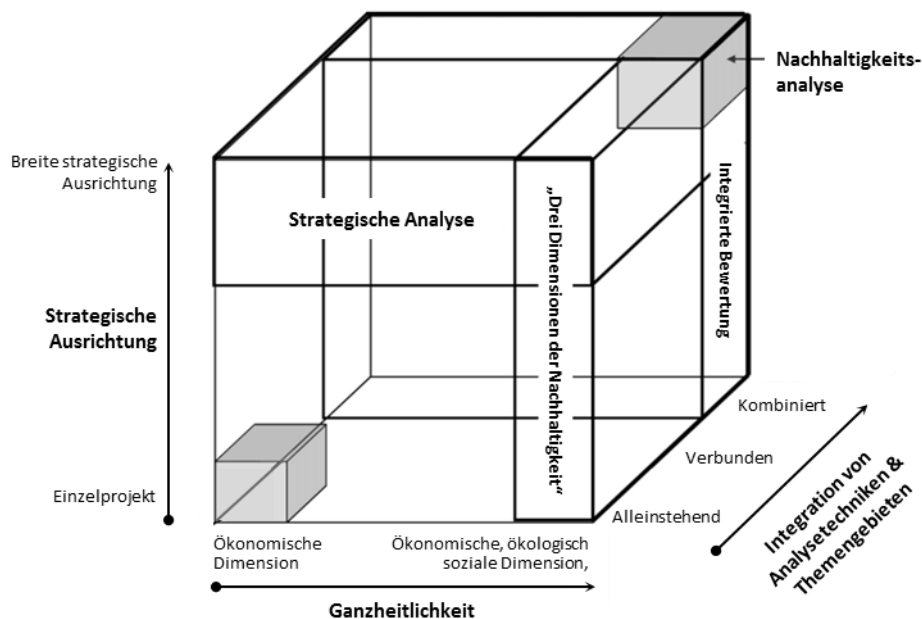 Nachhaltigkeits-
analyse
Breite strategische
Ausrichtung
Strategische Analyse
„Drei Dimensionen der Nachhaltigkeit“
Integrierte Bewertung
Strategische
Ausrichtung
Kombiniert
Verbunden
Einzelprojekt
Alleinstehend
Integration von
Analysetechniken &
Themengebieten
Ökonomische
Dimension
Ökonomische, ökologisch
soziale Dimension,
Ganzheitlichkeit